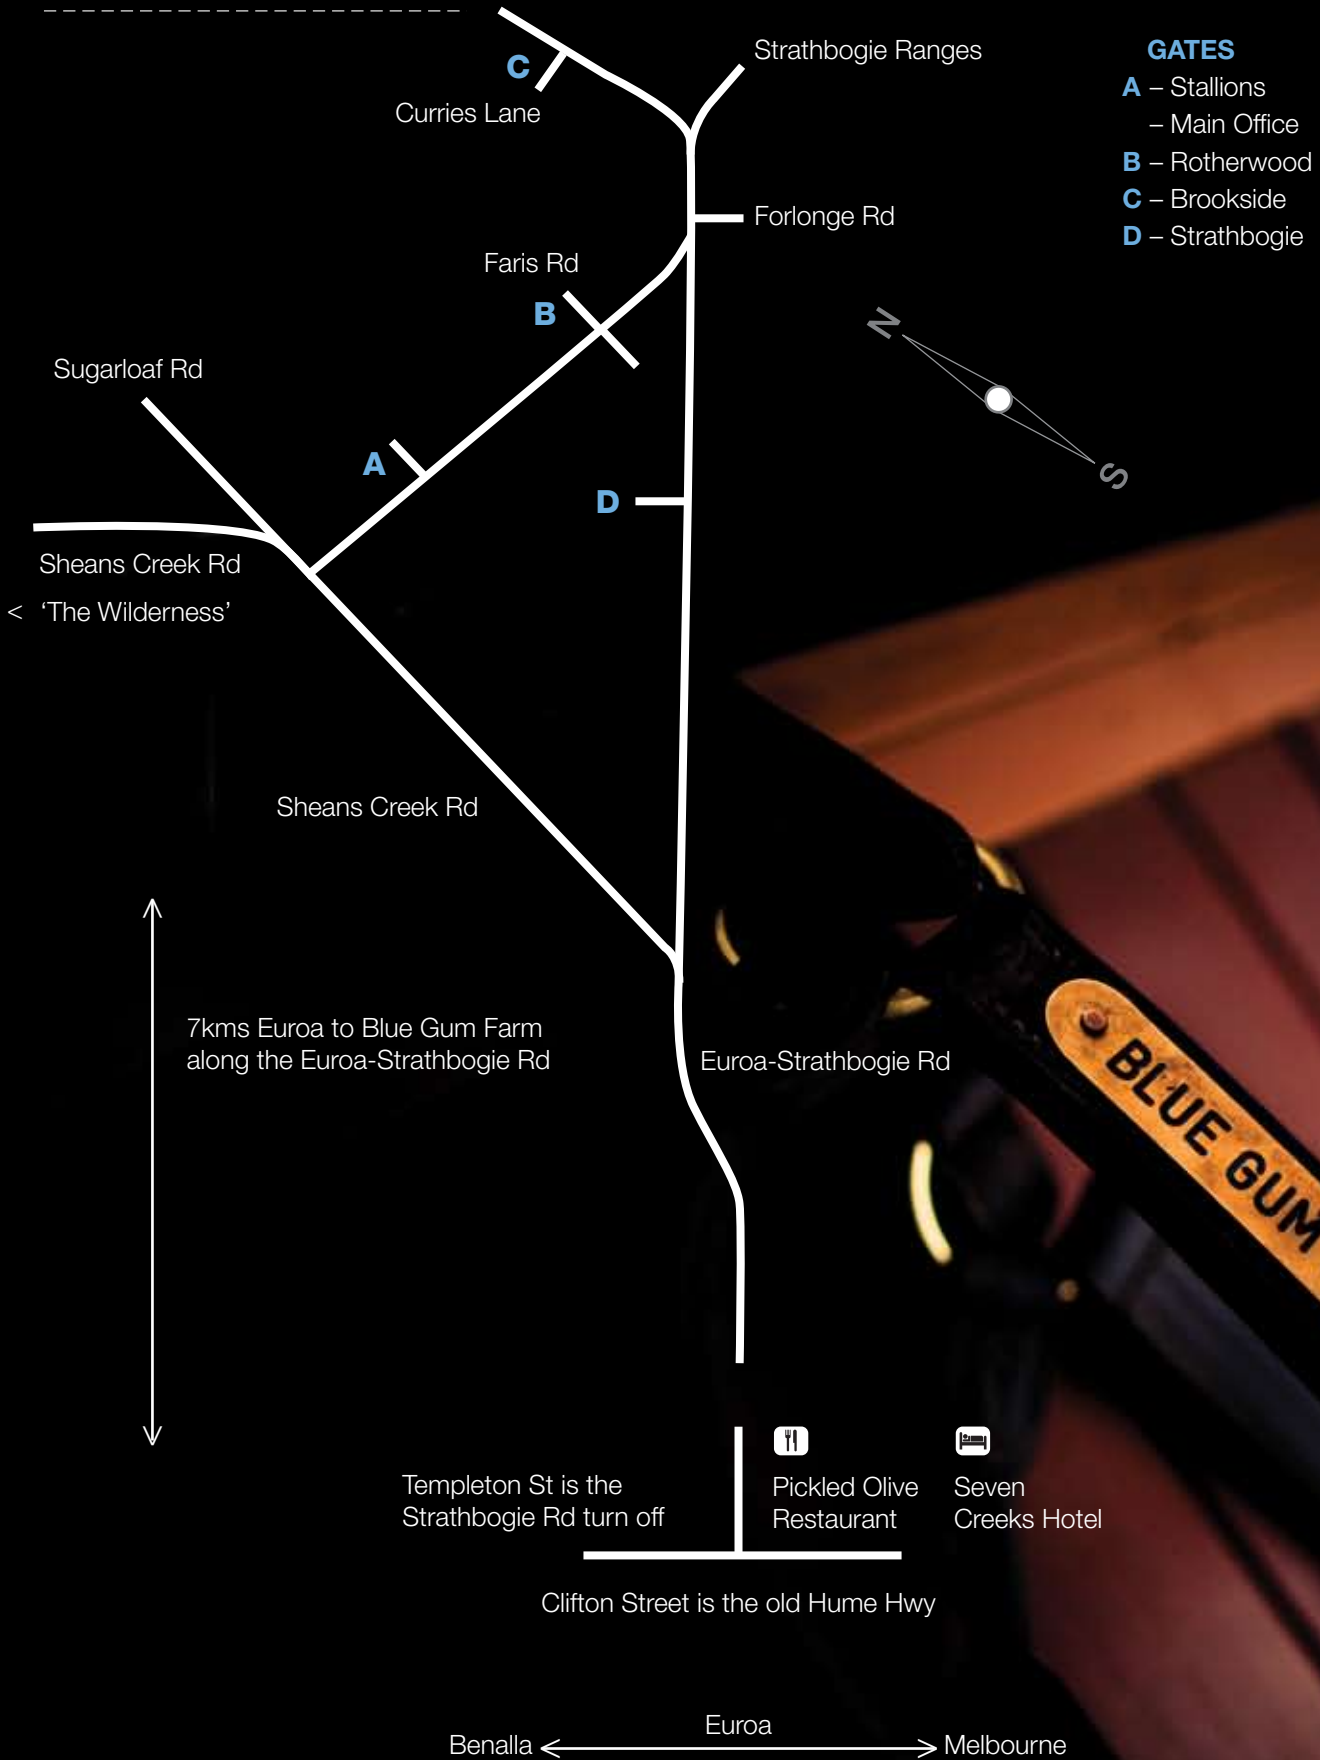 Strathbogie Ranges
GATES
C
A – Stallions
Curries Lane
– Main Office
B – Rotherwood
C – Brookside
Forlonge Rd
D – Strathbogie
Faris Rd
B
N
Sugarloaf Rd
A
S
D
Sheans Creek Rd
< ‘The Wilderness’
Sheans Creek Rd
7kms Euroa to Blue Gum Farm
along the Euroa-Strathbogie Rd
Euroa-Strathbogie Rd
BLUE GUM
Templeton St is the
Strathbogie Rd turn off
Pickled Olive
Restaurant
Seven
Creeks Hotel
Clifton Street is the old Hume Hwy
Euroa
Benalla
Melbourne